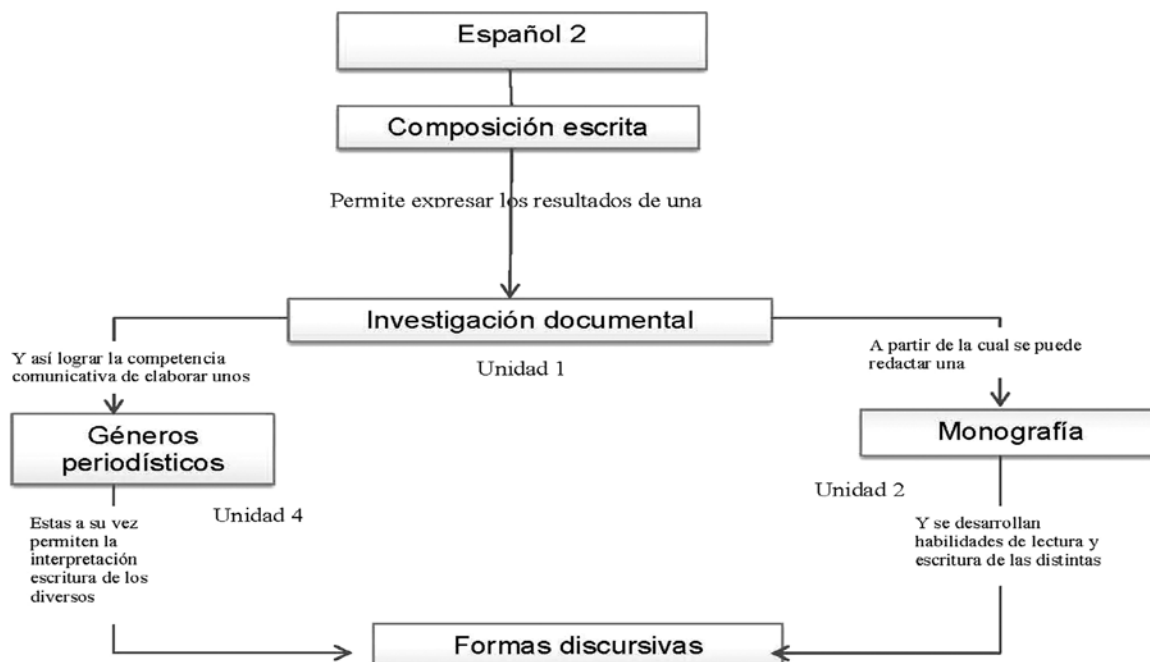 Español 2
Composición escrita
Permite expresar los resultados de una
Investigación documental
Unidad 1
Y así lograr la competencia
comunicativa de elaborar unos
A partir de la cual se puede
redactar una
Géneros
periodísticos
Monografía
Unidad 4
Unidad 2
Estas a su vez
permiten la
interpretación
escritura de los
diversos
Y se desarrollan
habilidades de lectura y
escritura de las distintas
Formas discursivas